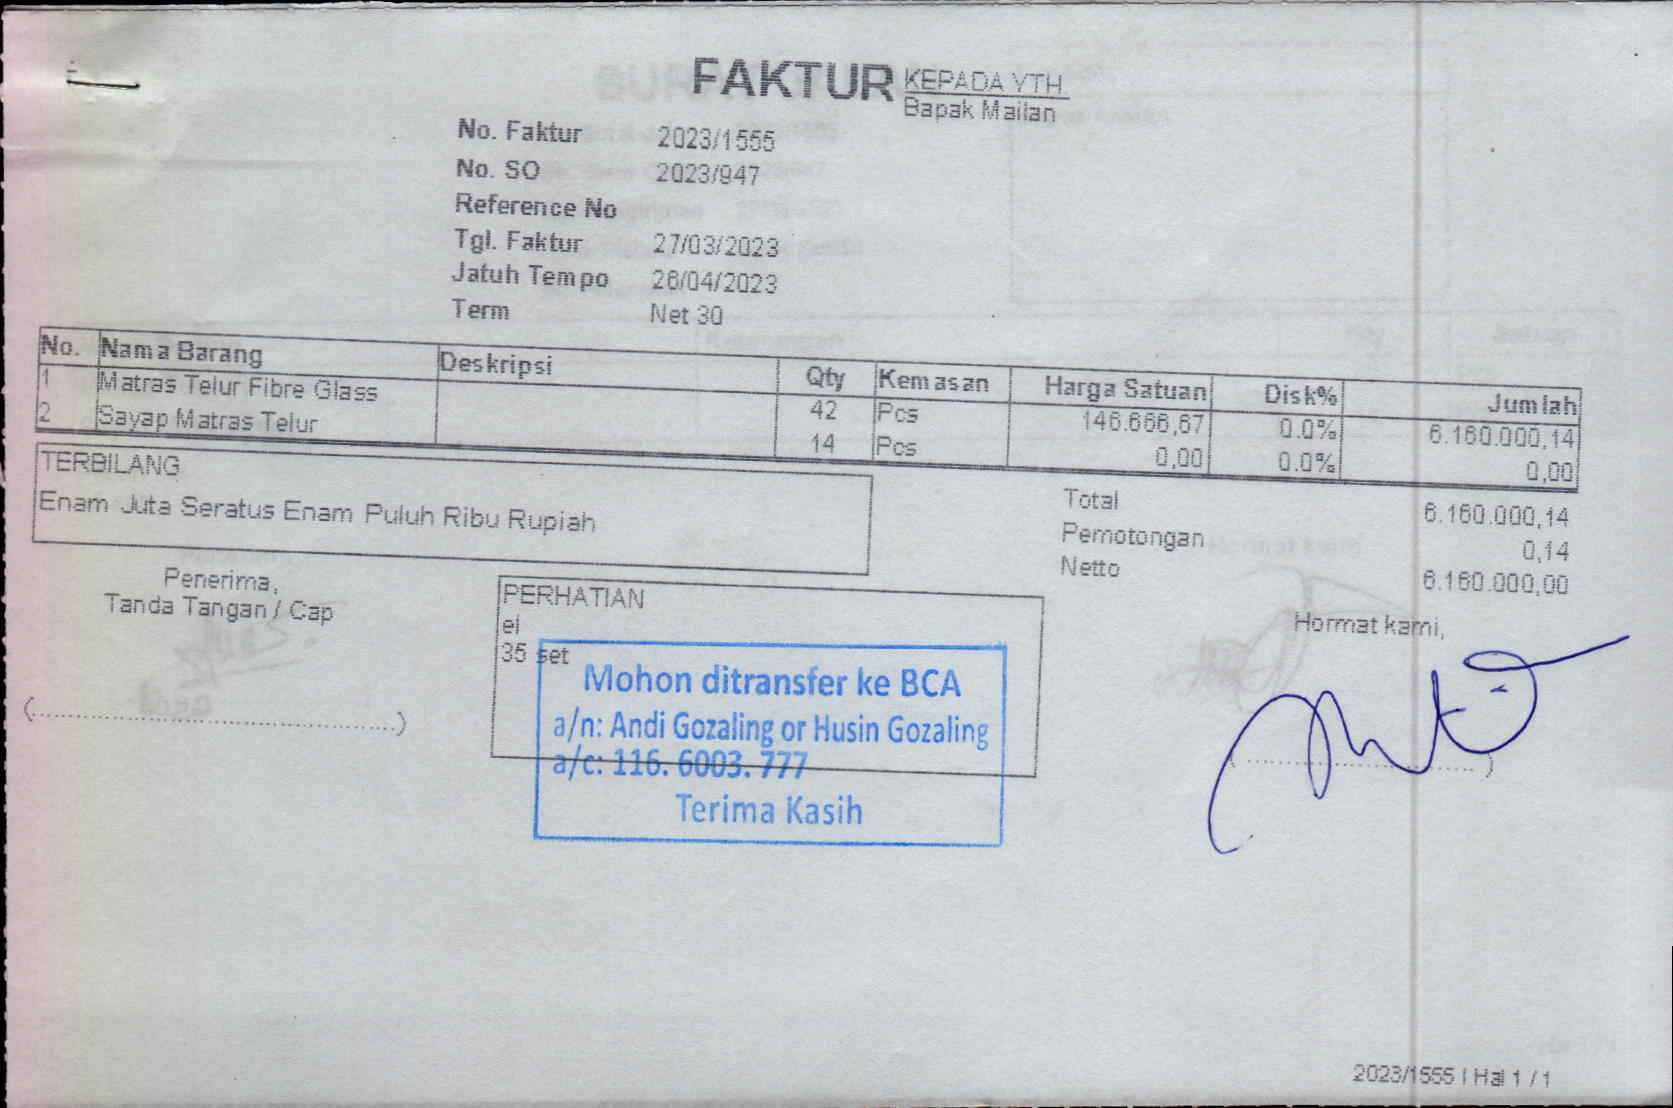 FAKTUR
KEPADA YTH.
Bapak Mailan
No. Faktur 2023/1555
No. SO 2023/947
Reference No
Tgl. Faktur 27/03/2023
Jatuh Tempo 26/04/2023
Term Net 30
No. Nama Barang Deskripsi Qty Kemasan Harga Satuan Disk% Jumlah
1 Matras Telur Fibre Glass 42 Pcs 146.666,67 0.0% 6.160.000,14
2 Sayap Matras Telur 14 Pcs 0,00 0.0% 0,00
TERBILANG
Enam Juta Seratus Enam Puluh Ribu Rupiah
Total 6.160.000,14
Pemotongan 0,14
Netto 6.160.000,00
Penerima,
Tanda Tangan / Cap
(........................................................)
PERHATIAN
ei
35 set
Mohon ditransfer ke BCA
a/n: Andi Gozaling or Husin Gozaling
a/c: 116. 6003. 777
Terima Kasih
Hormat kami,
(........................................)
2023/1555 | Hal 1 / 1